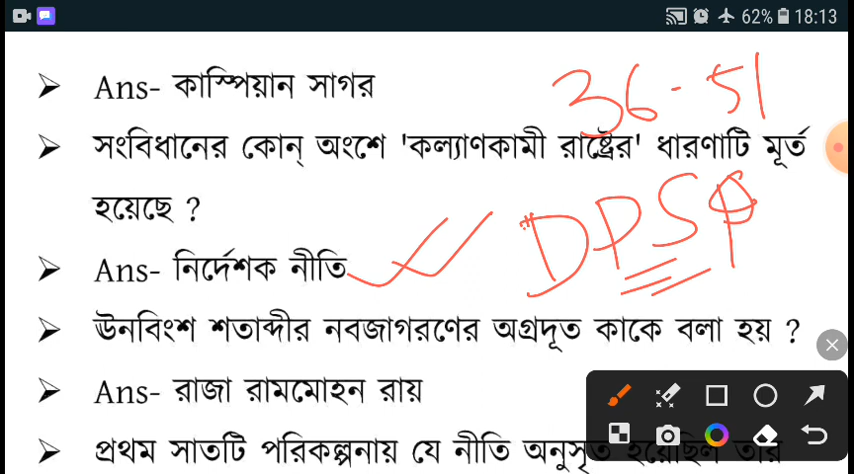 62% 18:13
Ans- কাস্পিয়ান সাগর
36-51
সংবিধানের কোন্ অংশে 'কল্যাণকামী রাষ্ট্রের' ধারণাটি মূর্ত
হয়েছে ?
DPSP
Ans- নির্দেশক নীতি
ঊনবিংশ শতাব্দীর নবজাগরণের অগ্রদূত কাকে বলা হয় ?
Ans- রাজা রামমোহন রায়
প্রথম সাতটি পরিকল্পনায় যে নীতি অনুসৃত হয়েছিল তার